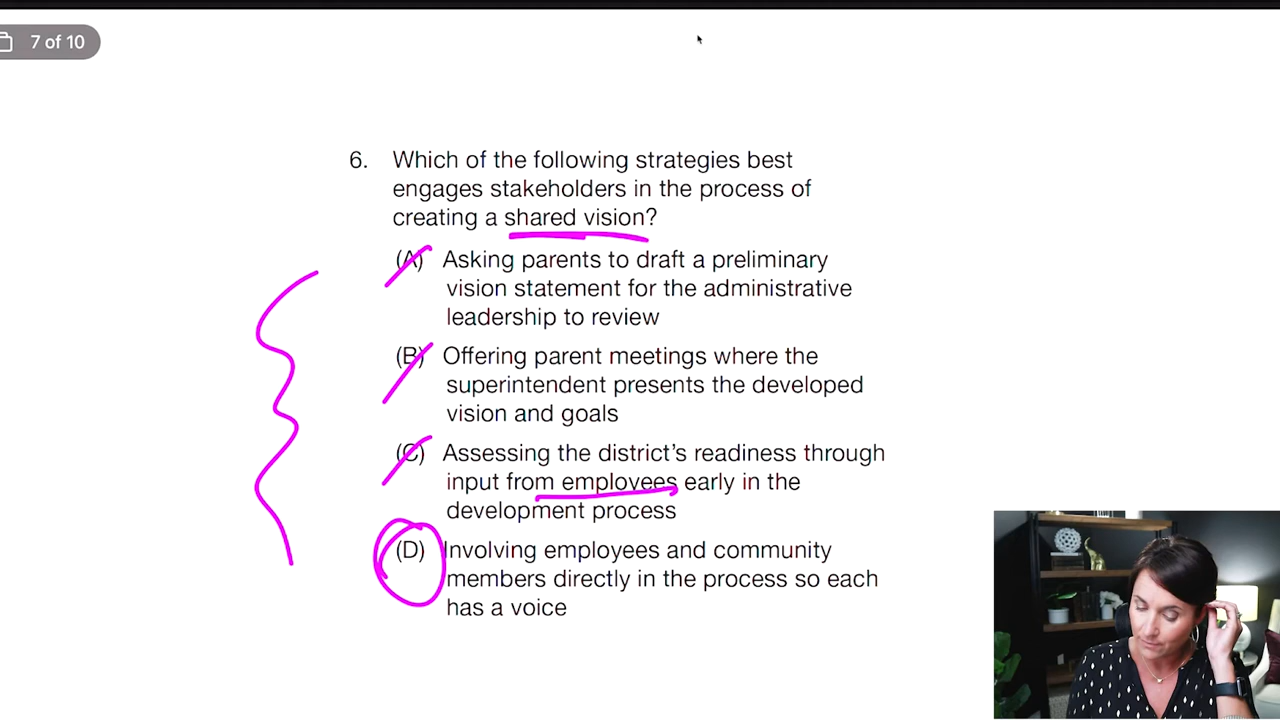 7 of 10
6. Which of the following strategies best
engages stakeholders in the process of
creating a shared vision?
(A) Asking parents to draft a preliminary
vision statement for the administrative
leadership to review
(B) Offering parent meetings where the
superintendent presents the developed
vision and goals
(C) Assessing the district's readiness through
input from employees early in the
development process
(D) Involving employees and community
members directly in the process so each
has a voice